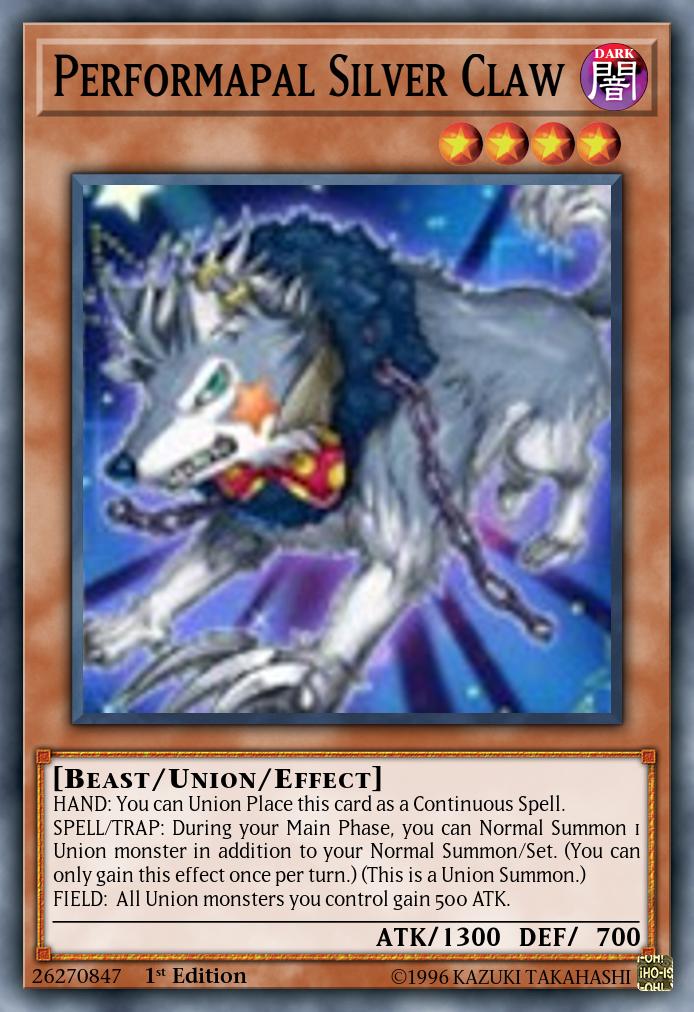 Performapal Silver Claw
DARK
闇
[Beast/Union/Effect]
HAND: You can Union Place this card as a Continuous Spell.
SPELL/TRAP: During your Main Phase, you can Normal Summon 1
Union monster in addition to your Normal Summon/Set. (You can
only gain this effect once per turn.) (This is a Union Summon.)
FIELD: All Union monsters you control gain 500 ATK.
ATK/1300 DEF/ 700
26270847 1st Edition ©1996 KAZUKI TAKAHASHI